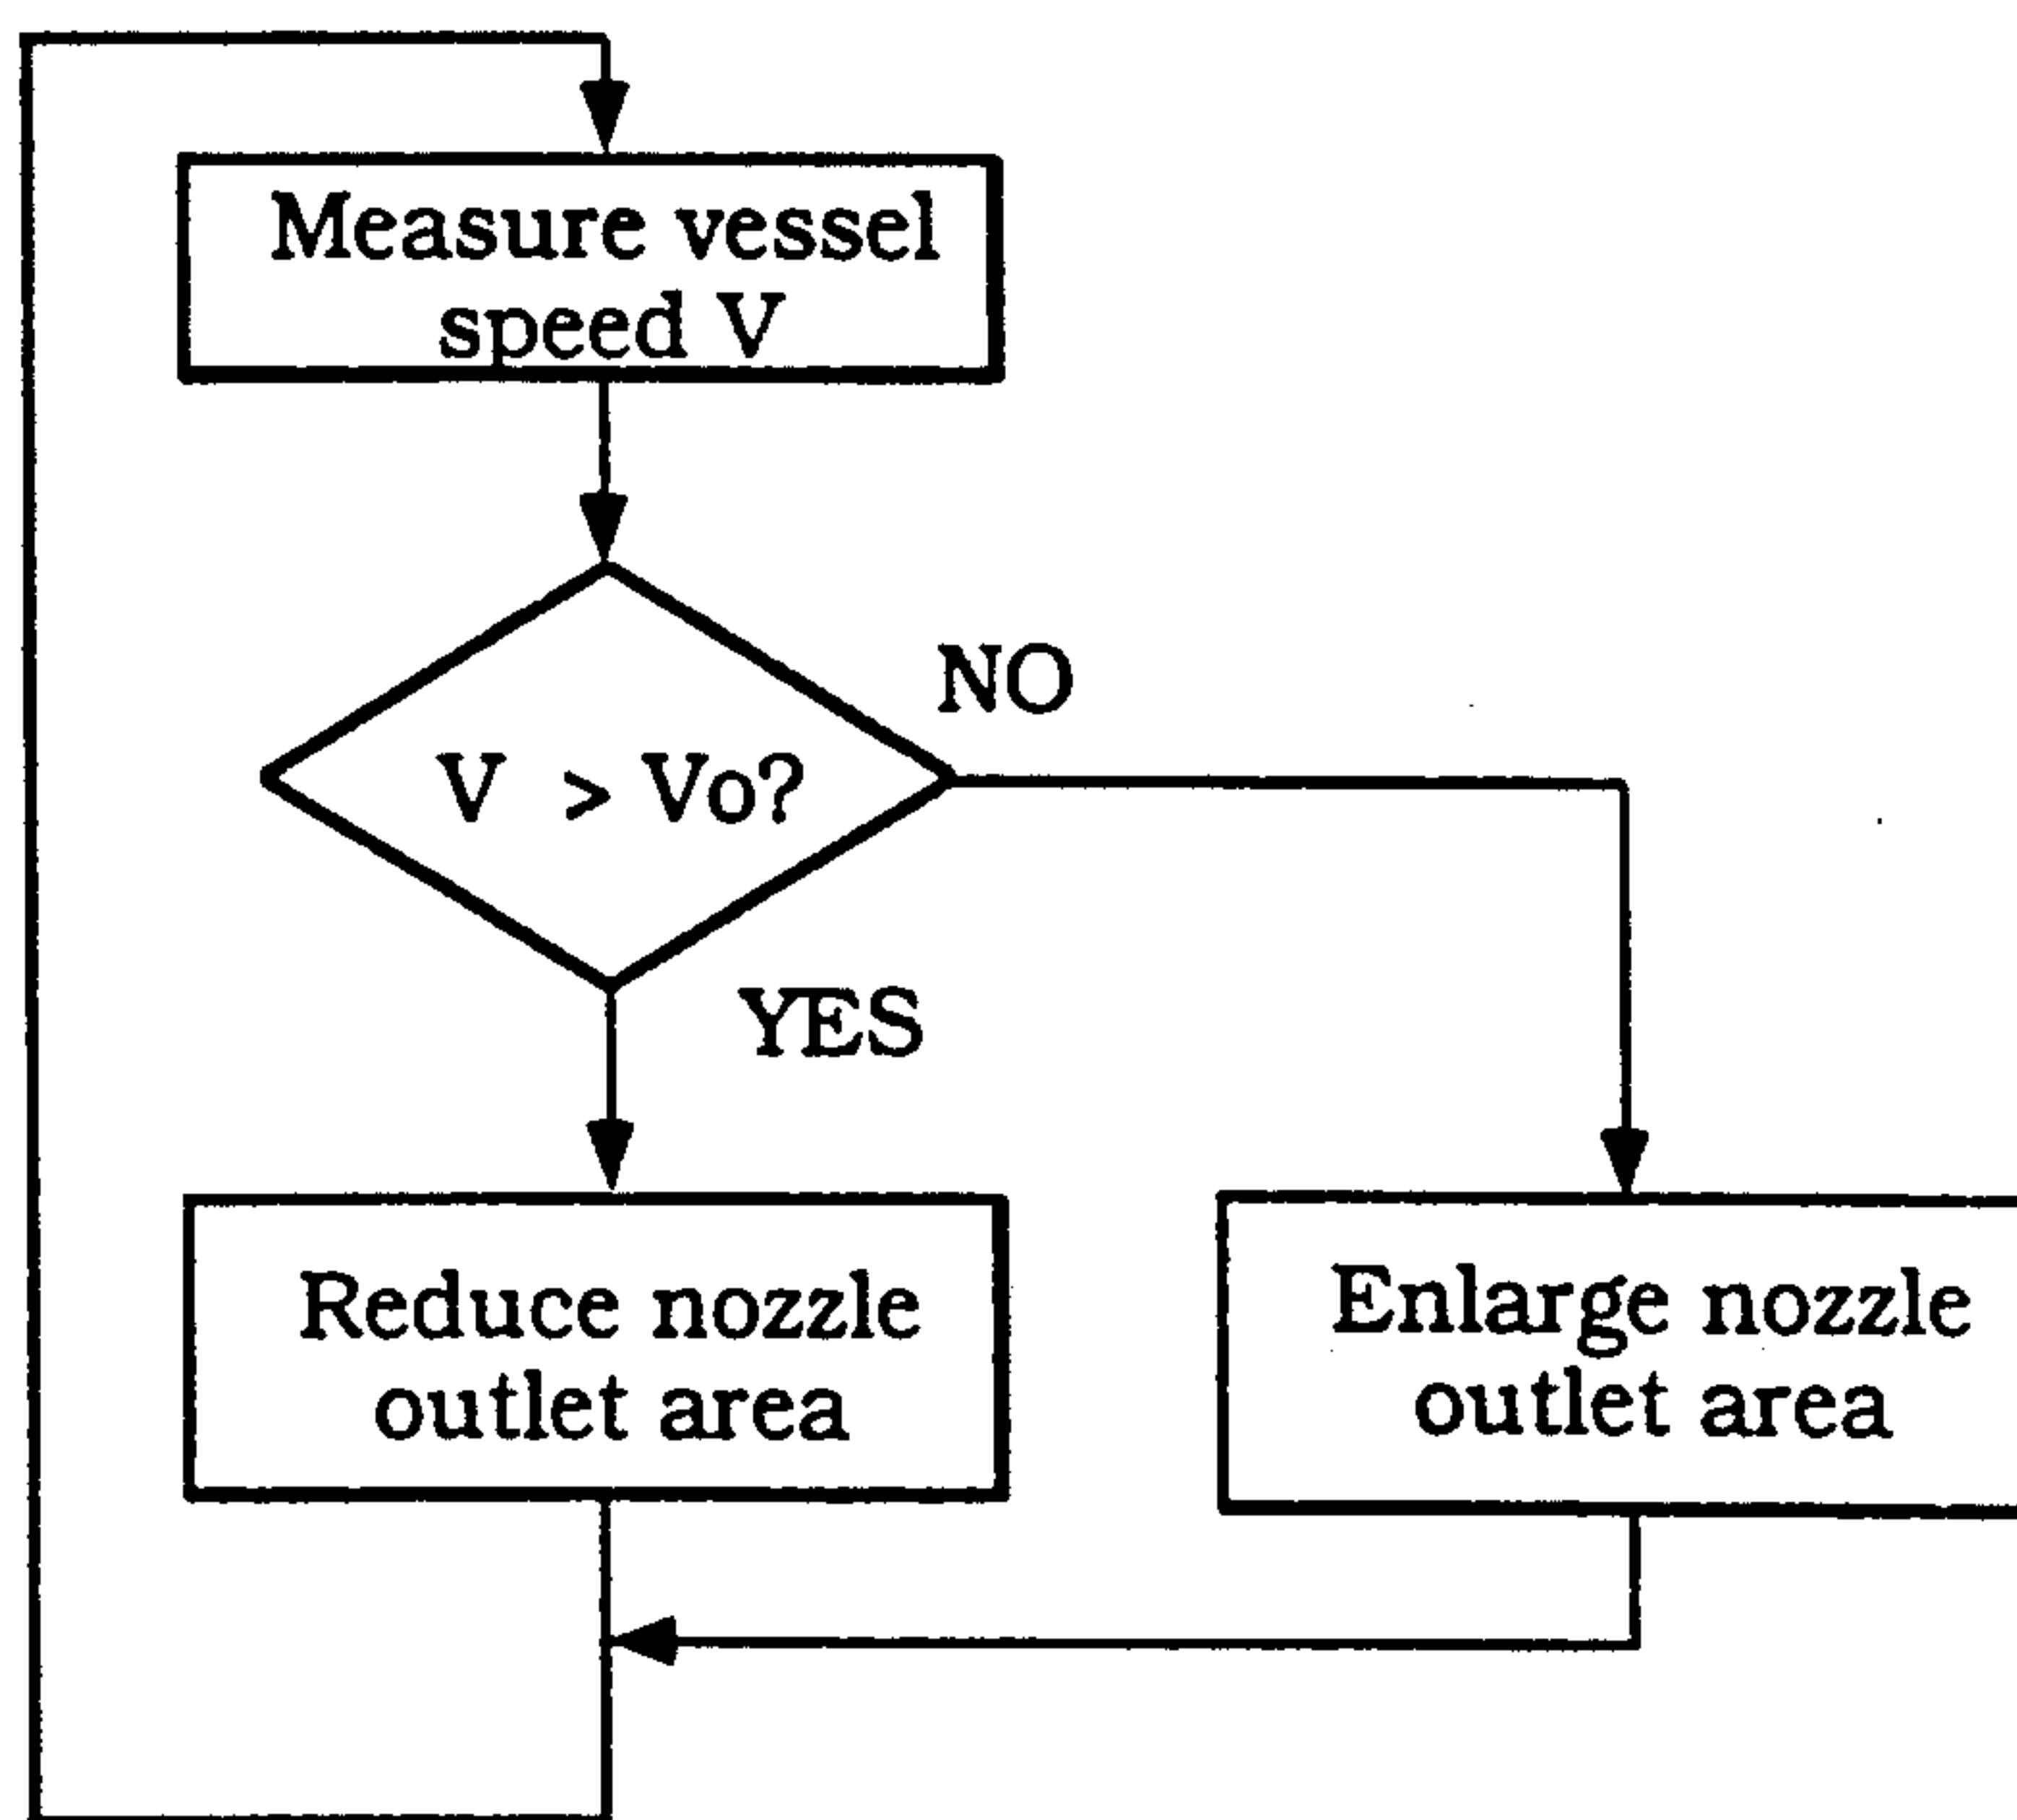 Measure vessel
speed V
NO
V > Vo?
YES
Reduce nozzle
outlet area
Enlarge nozzle
outlet area